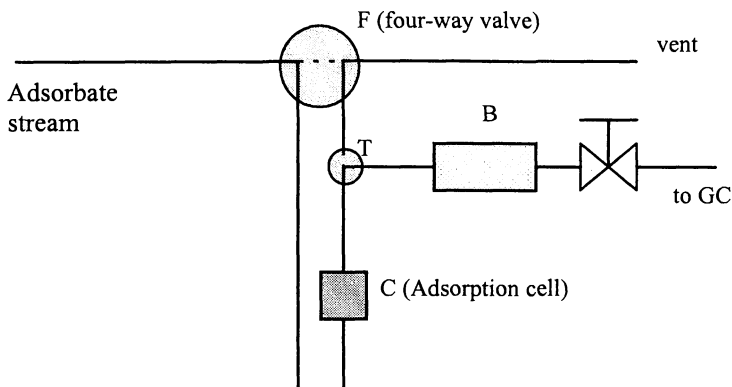 F (four-way valve)
vent
Adsorbate
stream
B
T
to GC
C (Adsorption cell)